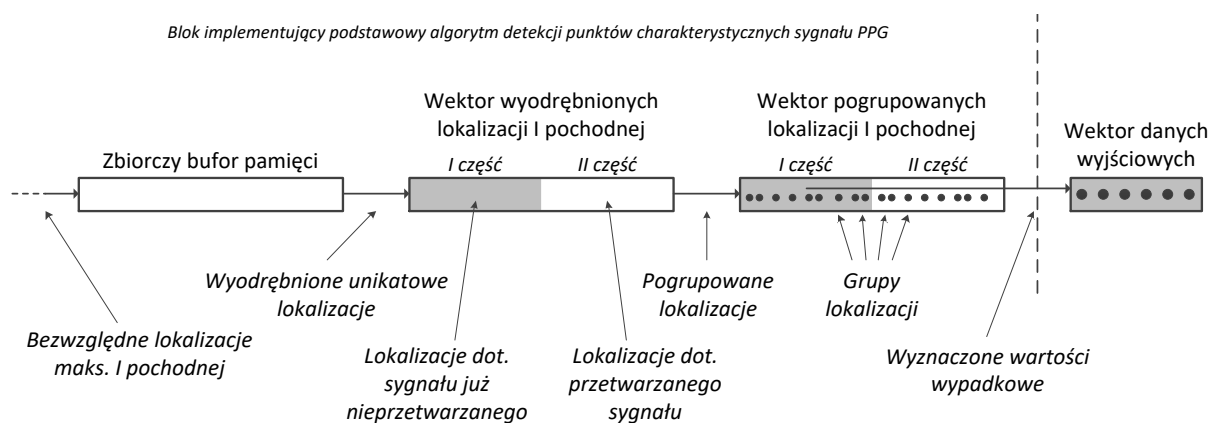 Blok implementujący podstawowy algorytm detekcji punktów charakterystycznych sygnału PPG
Wektor wyodrębnionych
lokalizacji I pochodnej
Wektor pogrupowanych
lokalizacji I pochodnej
Wektor danych
wyjściowych
Zbiorczy bufor pamięci
I część
II część
I część
II część
Wyodrębnione unikatowe
lokalizacje
Pogrupowane
lokalizacje
Grupy
lokalizacji
Bezwzględne lokalizacje
maks. I pochodnej
Lokalizacje dot.
sygnału już
nieprzetwarzanego
Lokalizacje dot.
przetwarzanego
sygnału
Wyznaczone wartości
wypadkowe